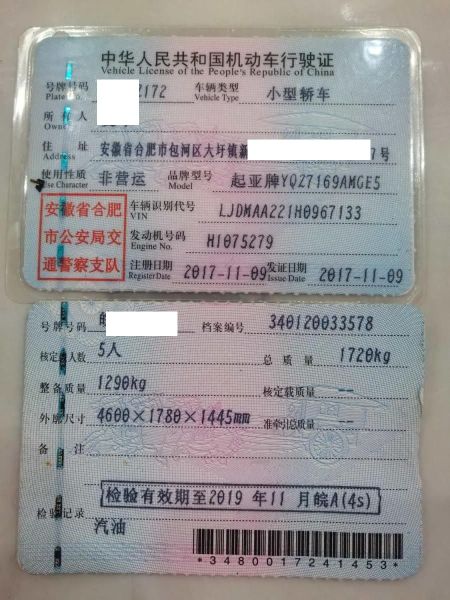 中华人民共和国机动车行驶证
Vehicle License of the People's Republic of China
号牌号码 2172 车辆类型 小型轿车
Plate No. Vehicle Type
所有人
Owner
住址 安徽省合肥市包河区大圩镇新 7号
Address
使用性质 非营运 品牌型号 起亚牌YQZ7169AMGE5
Use Character Model
安徽省合肥
市公安局交
通警察支队
车辆识别代号 LJDMAA221H0967133
VIN
发动机号码 H1075279
Engine No.
注册日期 2017-11-09 发证日期 2017-11-09
Register Date Issue Date
号牌号码 档案编号 340120033578
核定载人数 5人 总质量 1720kg
整备质量 1290kg 核定载质量 --
外廓尺寸 4600×1780×1445mm 准牵引总质量 --
备注
检验有效期至2019 年11 月皖A(4s)
检验记录
汽油
*3480017241453*